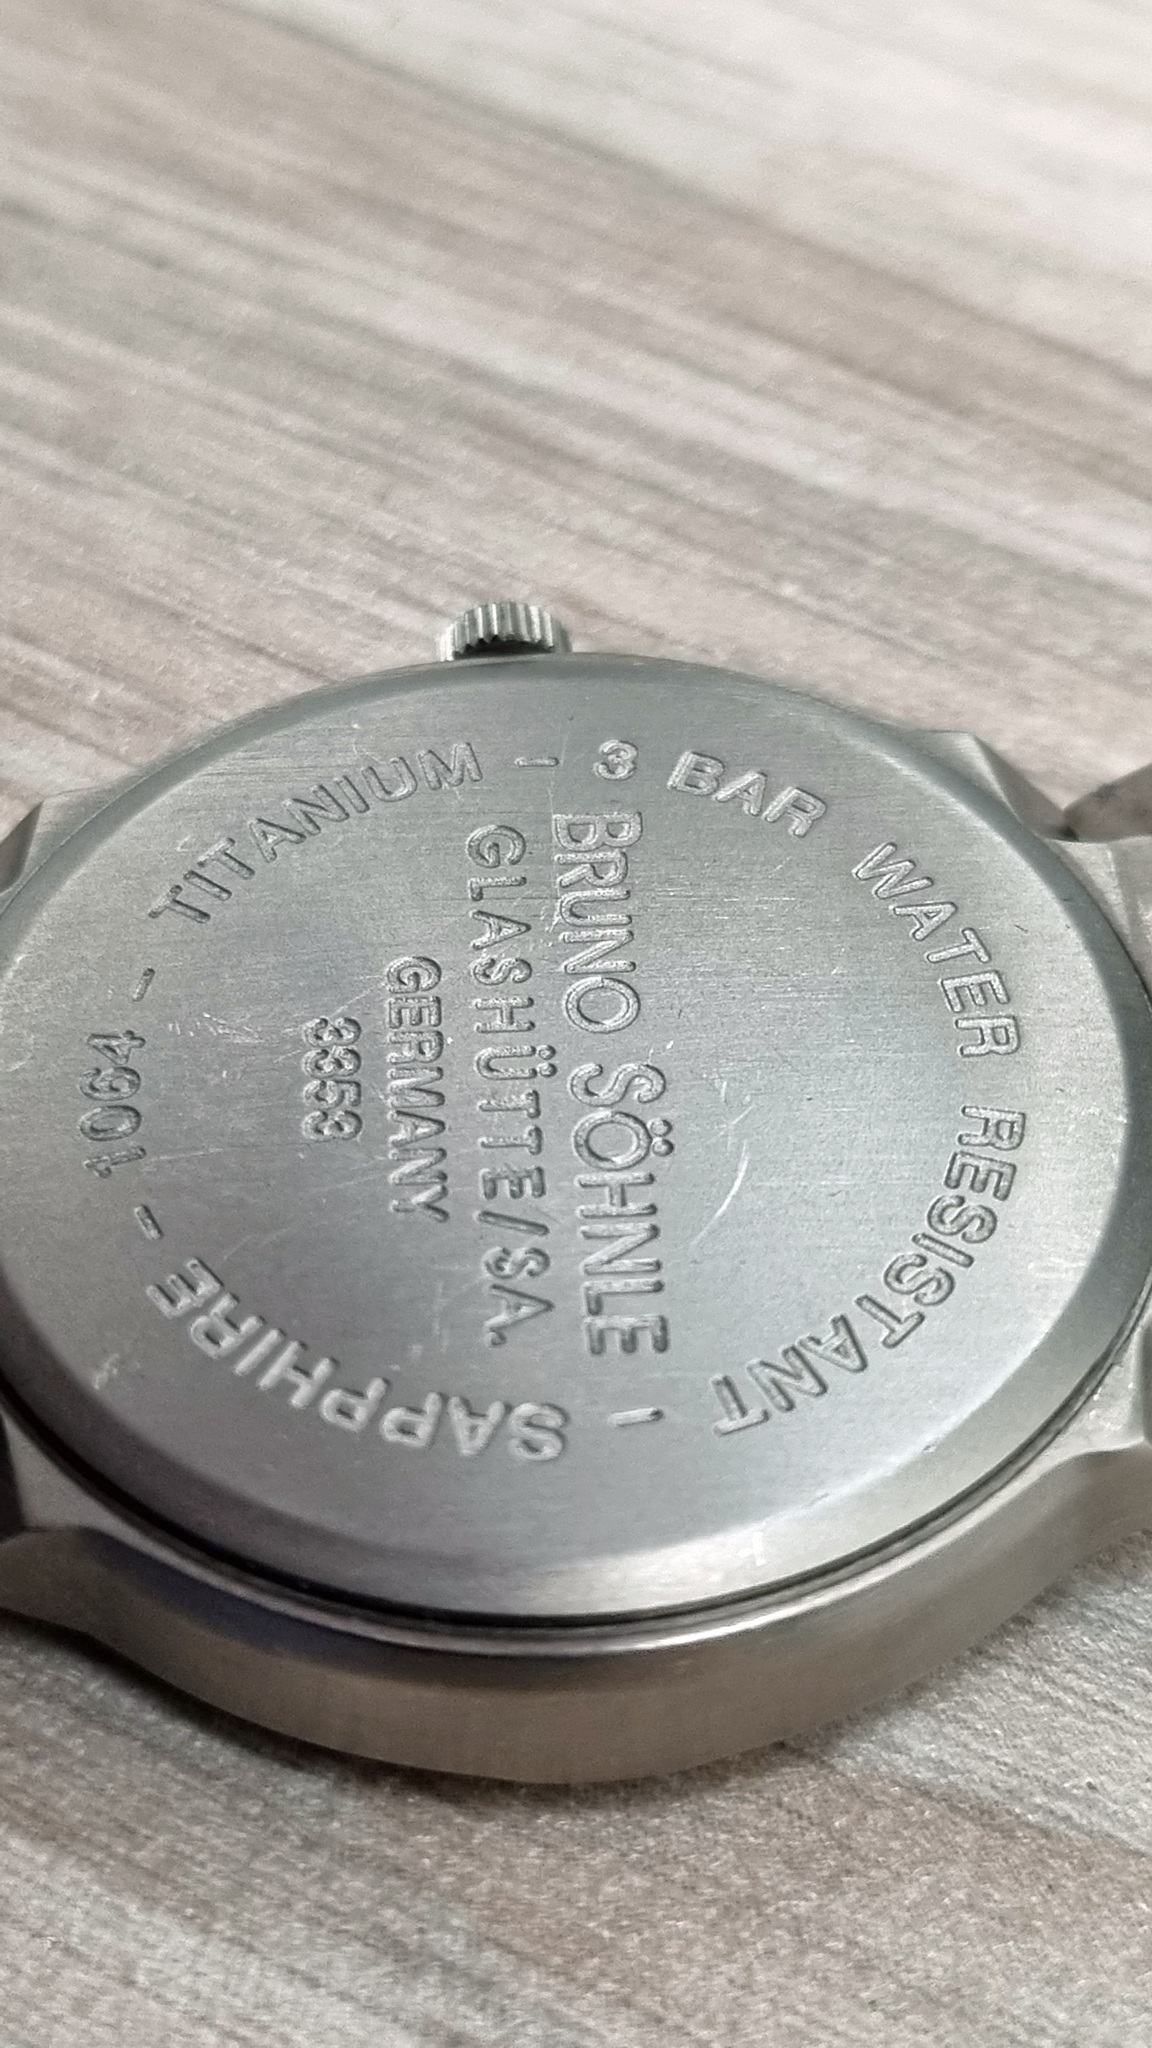 3 BAR WATER RESISTANT - SAPPHIRE - 1064 - TITANIUM -
BRUNO SÖHNLE
GLASHÜTTE/SA.
GERMANY
3353